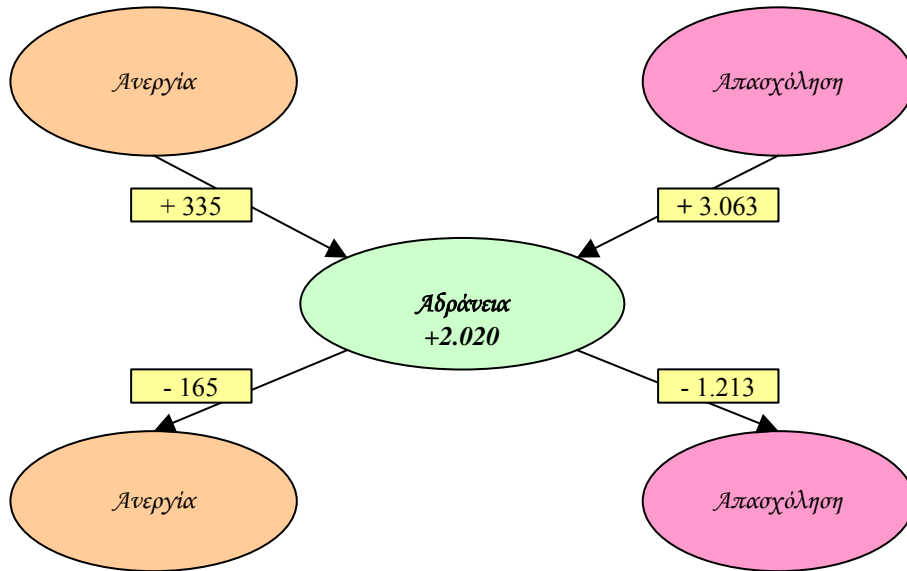 Ανεργία
Απασχόληση
+ 335
+ 3.063
Αδράνεια
+2.020
- 165
- 1.213
Ανεργία
Απασχόληση